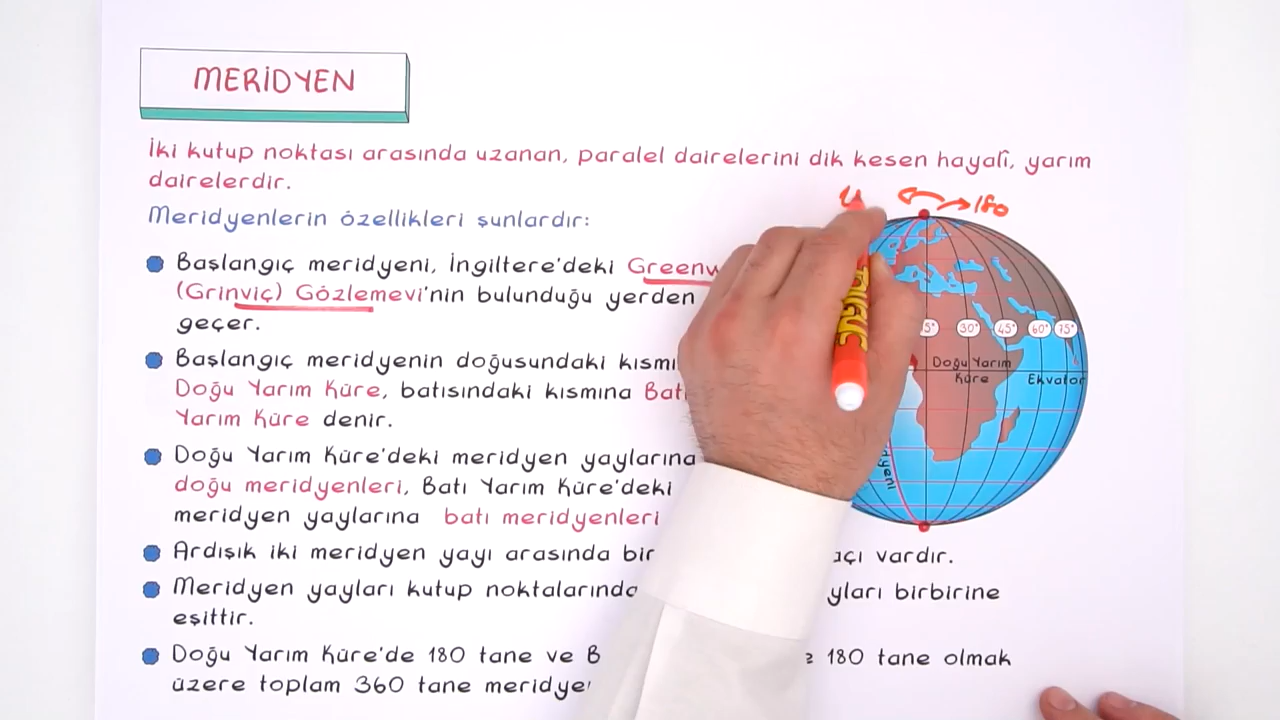 MERİDYEN
İki kutup noktası arasında uzanan, paralel dairelerini dik kesen hayalî, yarım
dairelerdir.
180
Meridyenlerin özellikleri şunlardır:
Başlangıç meridyeni, İngiltere'deki
(Grinviç) Gözlemevi'nin bulunduğu yerden
geçer.
30° 45° 60° 75°
Başlangıç meridyenin doğusundaki
Doğu Yarım Küre, batısındaki kısmına
Yarım Küre denir.
Doğu Yarım
Küre
Ekvator
Doğu Yarım Küre'deki meridyen yaylarına
doğu meridyenleri, Batı Yarım Küre'deki
meridyen yaylarına batı meridyenleri
Ardışık iki meridyen yayı arasında bir vardır.
Meridyen yayları kutup birbirine
eşittir.
Doğu Yarım Küre'de 180 tane ve 180 tane olmak
üzere toplam 360 tane